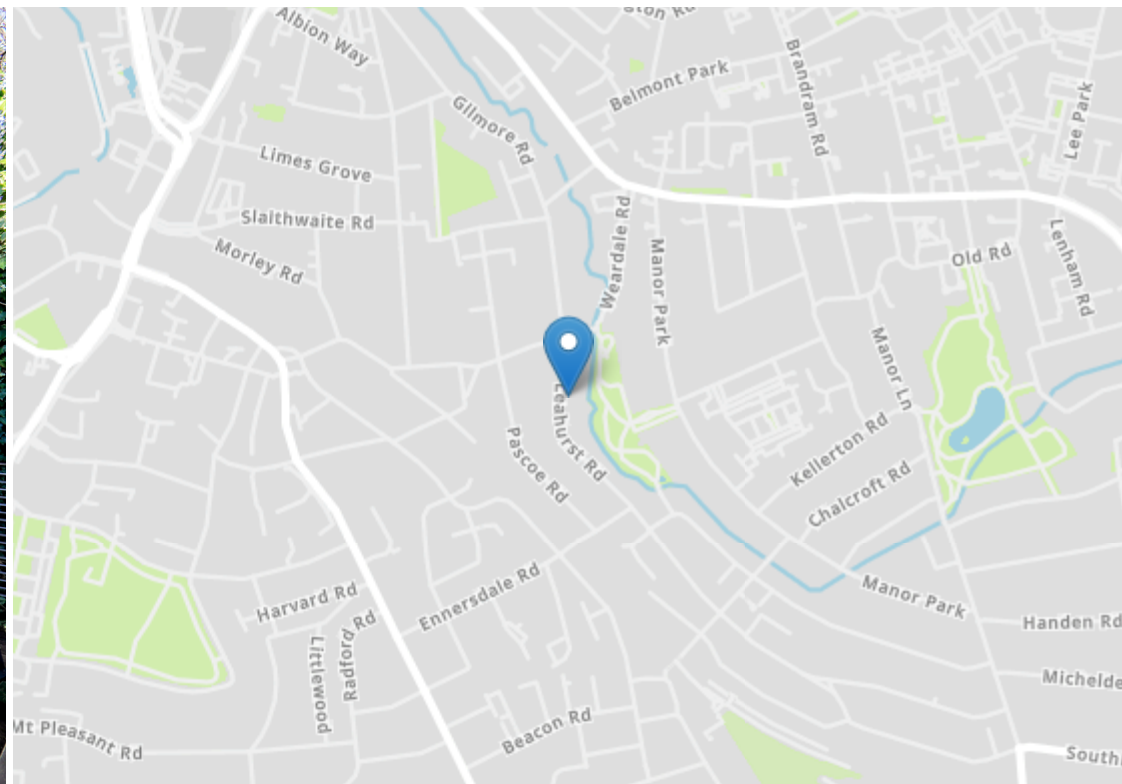 Albion Way
Belmont Park
Brandram Rd
Lee Park
Gilmore Rd
Limes Grove
Slaithwaite Rd
Morley Rd
Weardale Rd
Manor Park
Old Rd
Lenham Rd
Manor Ln
Leahurst Rd
Pascoe Rd
Kellerton Rd
Chalcroft Rd
Manor Park
Ennersdale Rd
Harvard Rd
Radford Rd
Littlewood
Handen Rd
Michelde
Beacon Rd
Mt Pleasant Rd
South